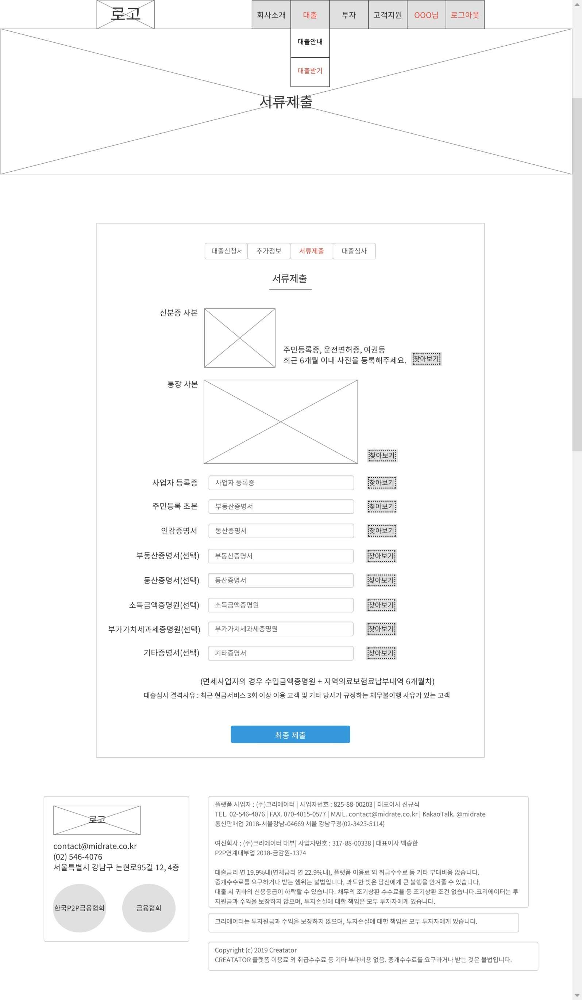 로고
회사소개 대출 투자 고객지원 OOO님 로그아웃
대출안내
대출받기
서류제출
대출신청서 추가정보 서류제출 대출심사
서류제출
신분증 사본
주민등록증, 운전면허증, 여권등
최근 6개월 이내 사진을 등록해주세요. 찾아보기
통장 사본
찾아보기
사업자 등록증 사업자 등록증 찾아보기
주민등록 초본 부동산증명서 찾아보기
인감증명서 동산증명서 찾아보기
부동산증명서(선택) 부동산증명서 찾아보기
동산증명서(선택) 동산증명서 찾아보기
소득금액증명원(선택) 소득금액증명원 찾아보기
부가가치세과세증명원(선택) 부가가치세과세증명원 찾아보기
기타증명서(선택) 기타증명서 찾아보기
(면세사업자의 경우 수입금액증명원 + 지역의료보험료납부내역 6개월치)
대출심사 결격사유 : 최근 현금서비스 3회 이상 이용 고객 및 기타 당사가 규정하는 채무불이행 사유가 있는 고객
최종 제출
로고
contact@midrate.co.kr
(02) 546-4076
서울특별시 강남구 논현로95길 12, 4층
한국P2P금융협회 금융협회
플랫폼 사업자 : (주)크리에이터 | 사업자번호 : 825-88-00203 | 대표이사 신규식
TEL. 02-546-4076 | FAX. 070-4015-0577 | MAIL. contact@midrate.co.kr | KakaoTalk. @midrate
통신판매업 2018-서울강남-04669 서울 강남구청(02-3423-5114)
여신회사 : (주)크리에이터 대부| 사업자번호 : 317-88-00338 | 대표이사 백승한
P2P연계대부업 2018-금감원-1374
대출금리 연 19.9%내(연체금리 연 22.9%내), 플랫폼 이용료 외 취급수수료 등 기타 부대비용 없습니다.
중개수수료를 요구하거나 받는 행위는 불법입니다. 과도한 빚은 당신에게 큰 불행을 안겨줄 수 있습니다.
대출 시 귀하의 신용등급이 하락할 수 있습니다. 채무의 조기상환 수수료율 등 조기상환 조건 없습니다.크리에이터는 투
자원금과 수익을 보장하지 않으며, 투자손실에 대한 책임은 모두 투자자에게 있습니다.
크리에이터는 투자원금과 수익을 보장하지 않으며, 투자손실에 대한 책임은 모두 투자자에게 있습니다.
Copyright (c) 2019 Creatator
CREATATOR 플랫폼 이용료 외 취급수수료 등 기타 부대비용 없음. 중개수수료를 요구하거나 받는 것은 불법입니다.